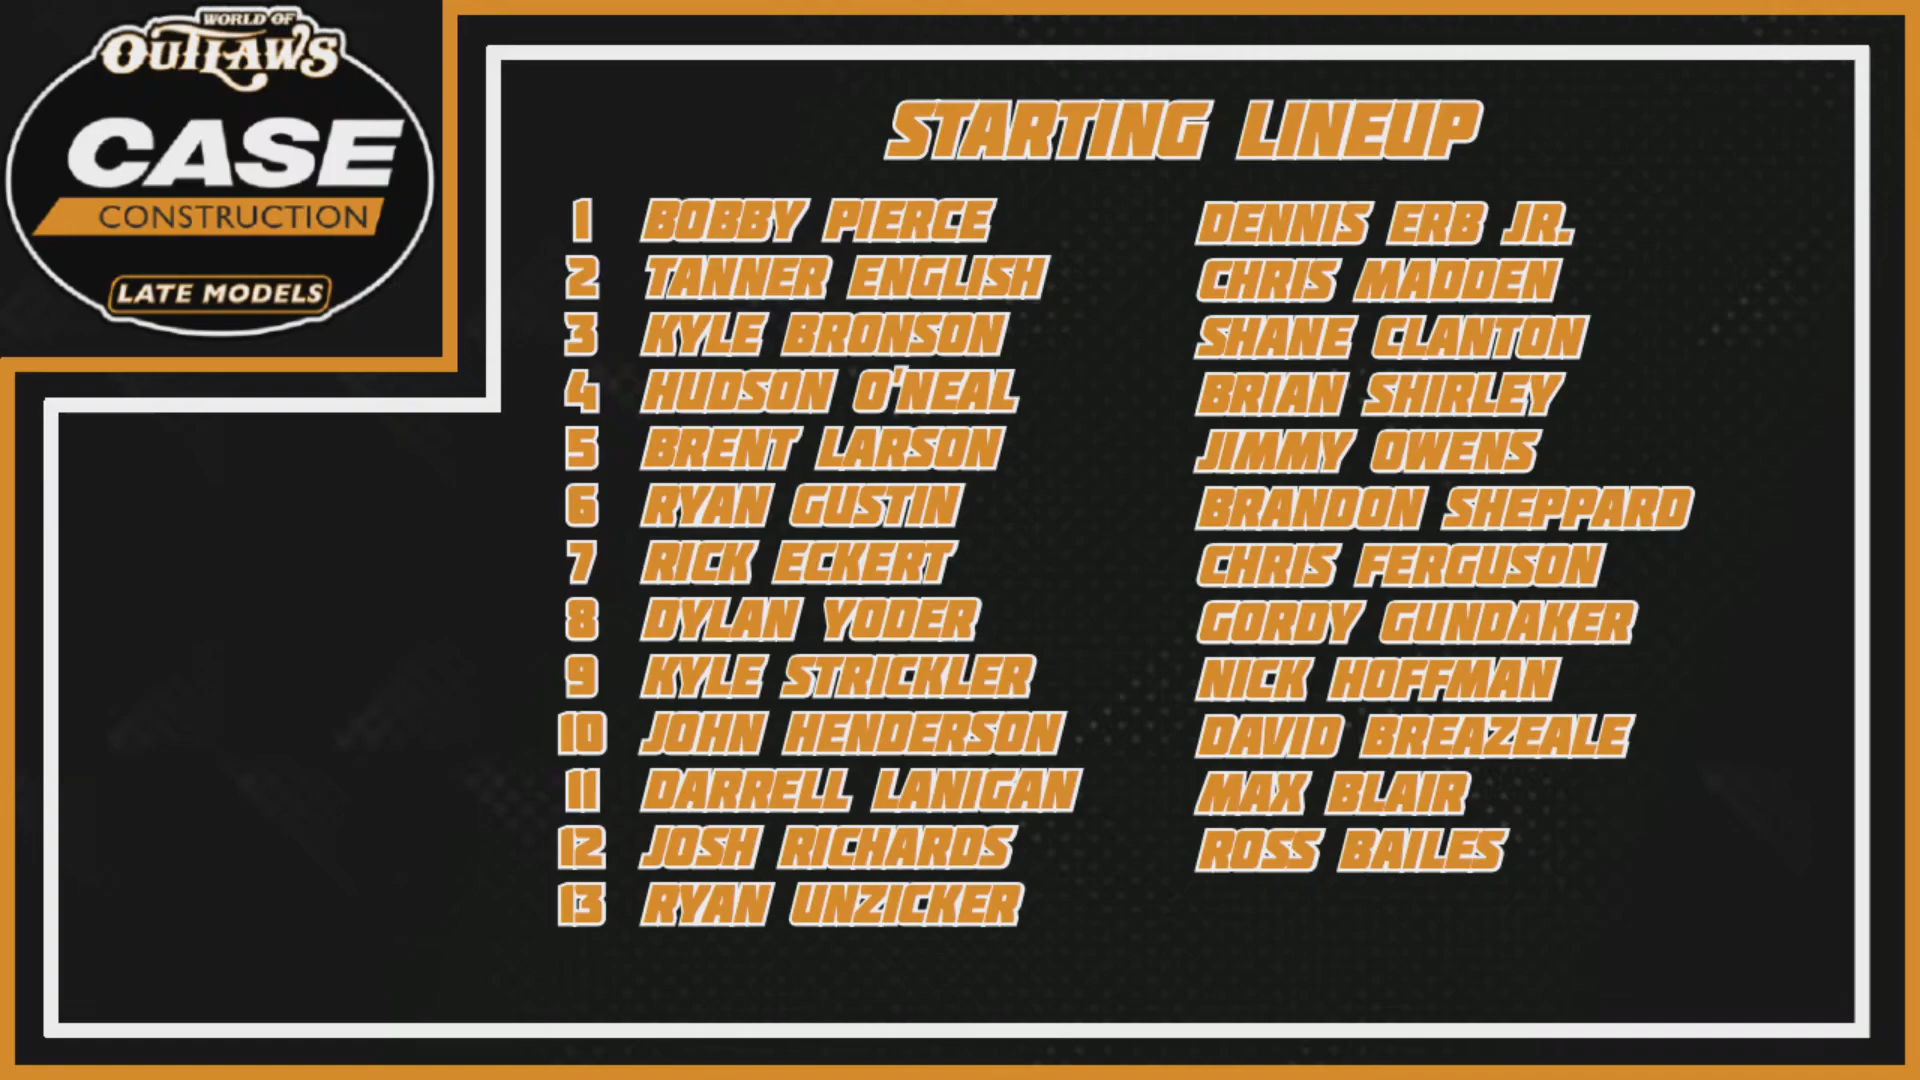 WORLD OF
OUTLAWS
CASE
CONSTRUCTION
LATE MODELS
STARTING LINEUP
1 BOBBY PIERCE DENNIS ERB JR.
2 TANNER ENGLISH CHRIS MADDEN
3 KYLE BRONSON SHANE CLANTON
4 HUDSON O'NEAL BRIAN SHIRLEY
5 BRENT LARSON JIMMY OWENS
6 RYAN GUSTIN BRANDON SHEPPARD
7 RICK ECKERT CHRIS FERGUSON
8 DYLAN YODER GORDY GUNDAKER
9 KYLE STRICKLER NICK HOFFMAN
10 JOHN HENDERSON DAVID BREAZEALE
11 DARRELL LANIGAN MAX BLAIR
12 JOSH RICHARDS ROSS BAILES
13 RYAN UNZICKER